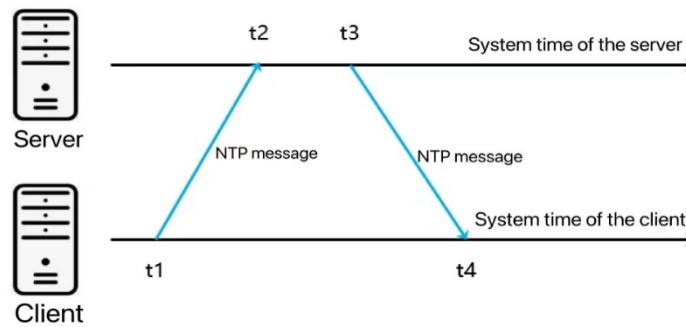 t2
t3
System time of the server
Server
NTP message
NTP message
System time of the client
t1
t4
Client